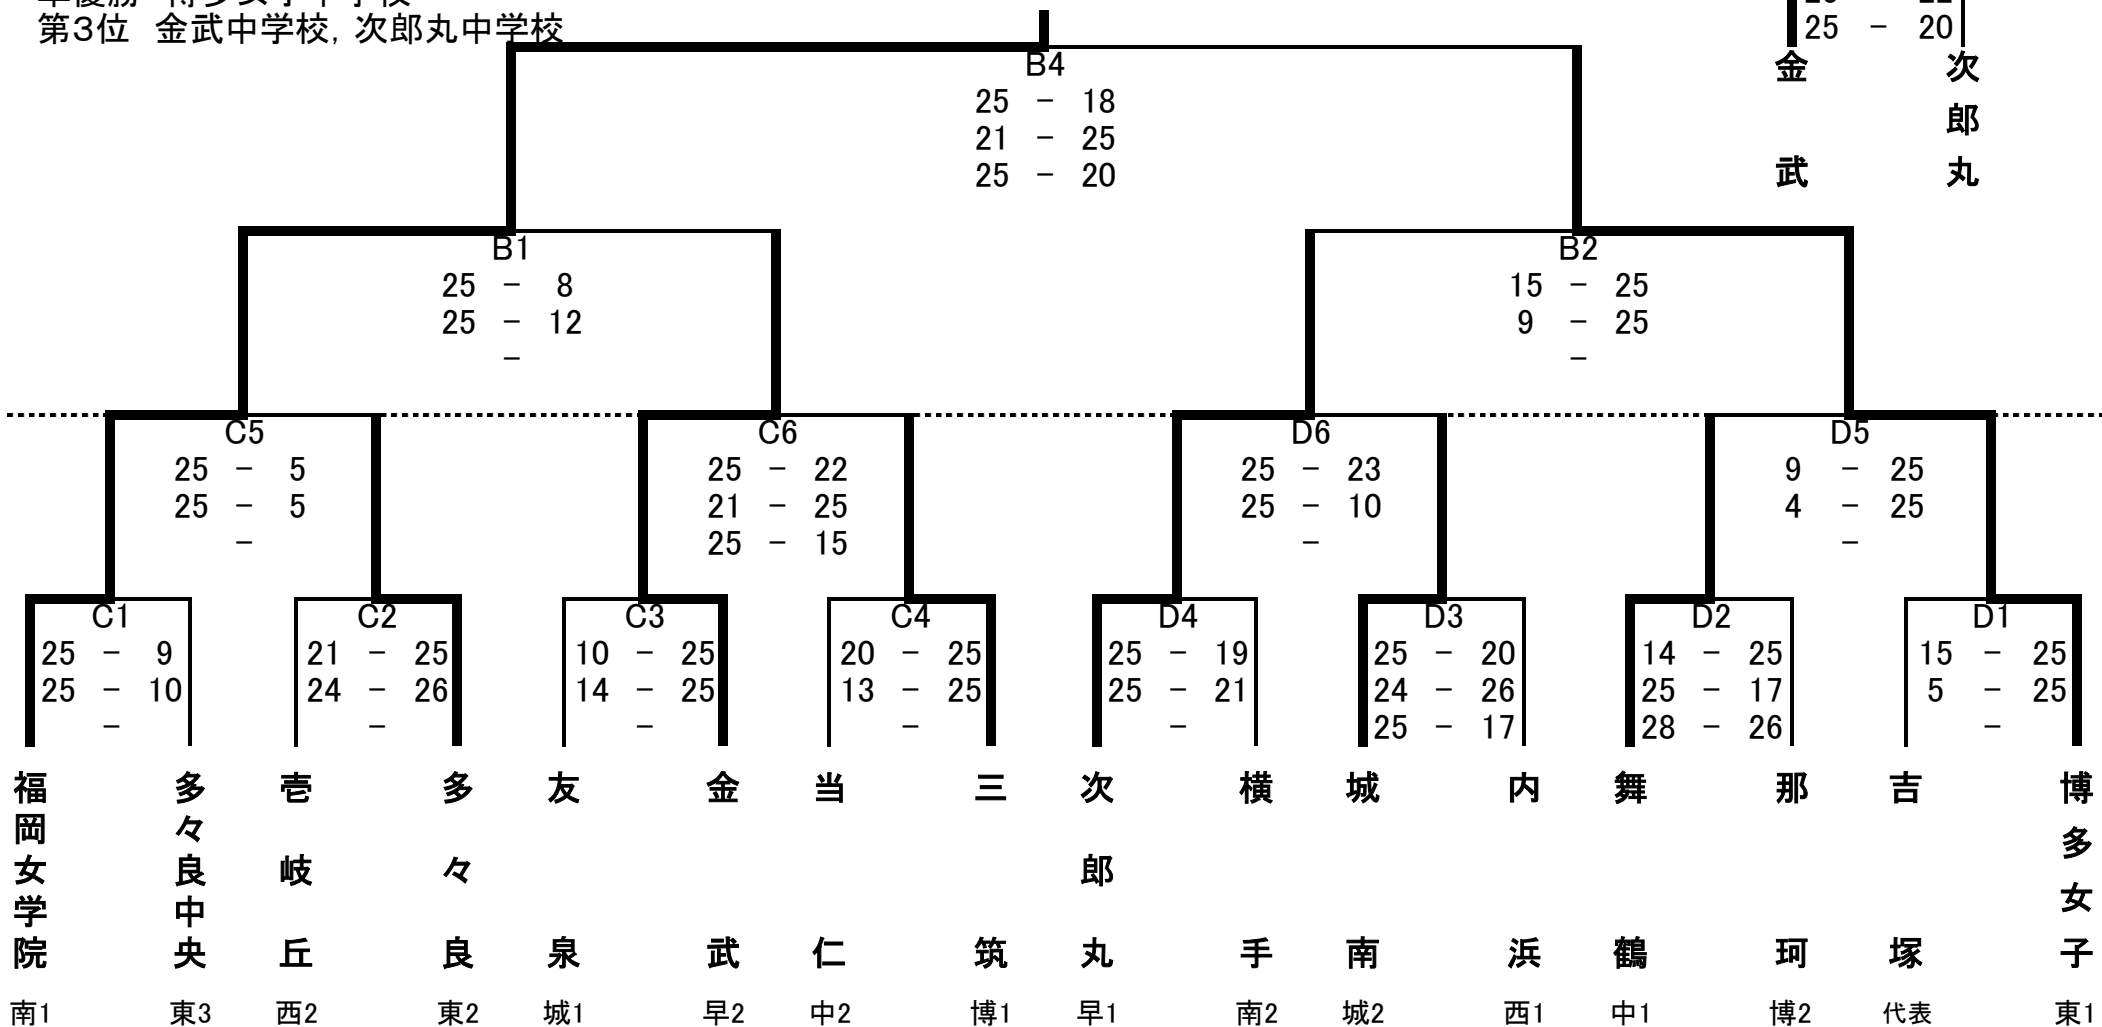 第3位 金武中学校，次郎丸中学校
25 － 20
金武
次郎丸
B4
25 － 18
21 － 25
25 － 20
B1
25 － 8
25 － 12
－
B2
15 － 25
9 － 25
－
C5
25 － 5
25 － 5
－
C6
25 － 22
21 － 25
25 － 15
D6
25 － 23
25 － 10
－
D5
9 － 25
4 － 25
－
C1
25 － 9
25 － 10
－
C2
21 － 25
24 － 26
－
C3
10 － 25
14 － 25
－
C4
20 － 25
13 － 25
－
D4
25 － 19
25 － 21
－
D3
25 － 20
24 － 26
25 － 17
D2
14 － 25
25 － 17
28 － 26
D1
15 － 25
5 － 25
－
福岡女学院
多々良中央
壱岐丘
多々良
友泉
金武
当仁
三筑
次郎丸
横手
城南
内浜
舞鶴
那珂
吉塚
博多女子
南1 東3 西2 東2 城1 早2 中2 博1 早1 南2 城2 西1 中1 博2 代表 東1